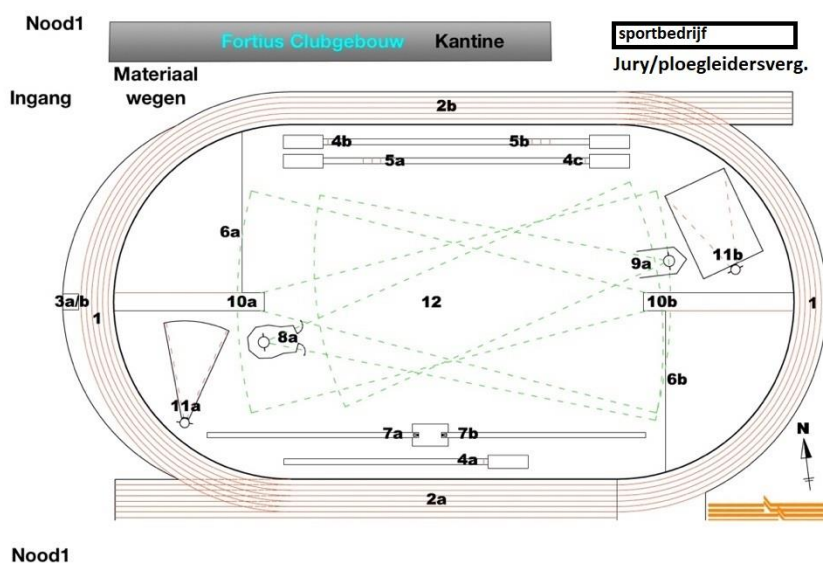 Nood1
Fortius Clubgebouw Kantine
sportbedrijf
Jury/ploegleidersverg.
Materiaal
wegen
Ingang
2b
4b
5b
5a
4c
6a
9a
11b
3a/b
1
10a
12
10b
1
8a
6b
11a
7a
7b
4a
N
2a
Nood1